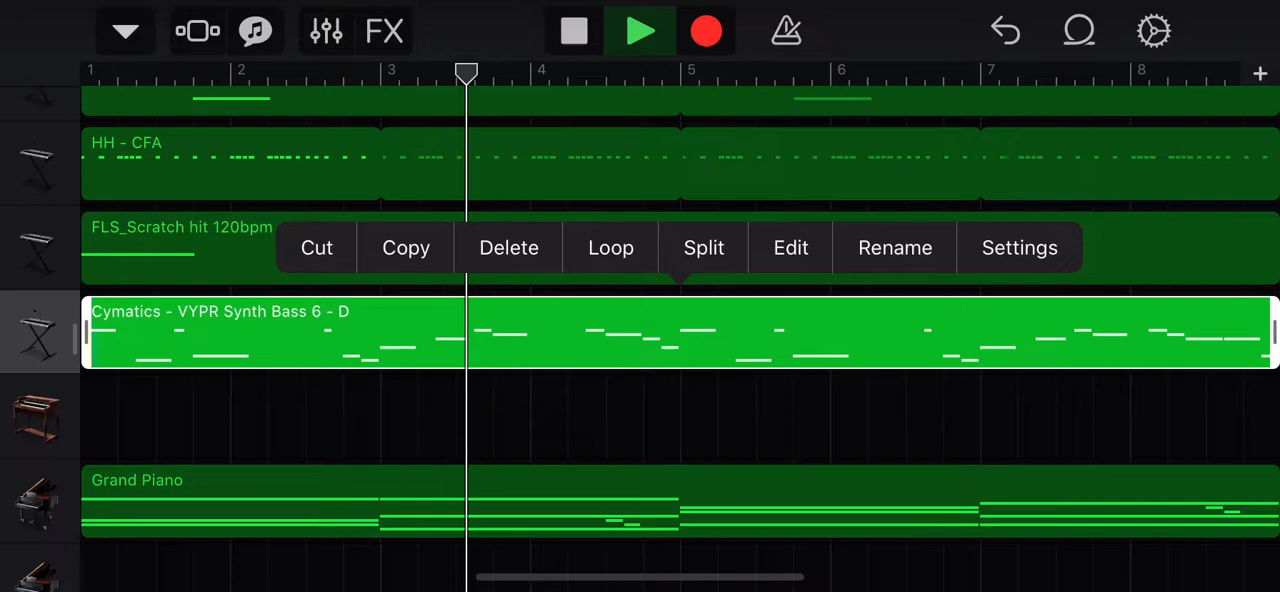 FX
1 2 3 4 5 6 7 8 +
HH - CFA
FLS_Scratch hit 120bpm
Cut Copy Delete Loop Split Edit Rename Settings
Cymatics - VYPR Synth Bass 6 - D
Grand Piano